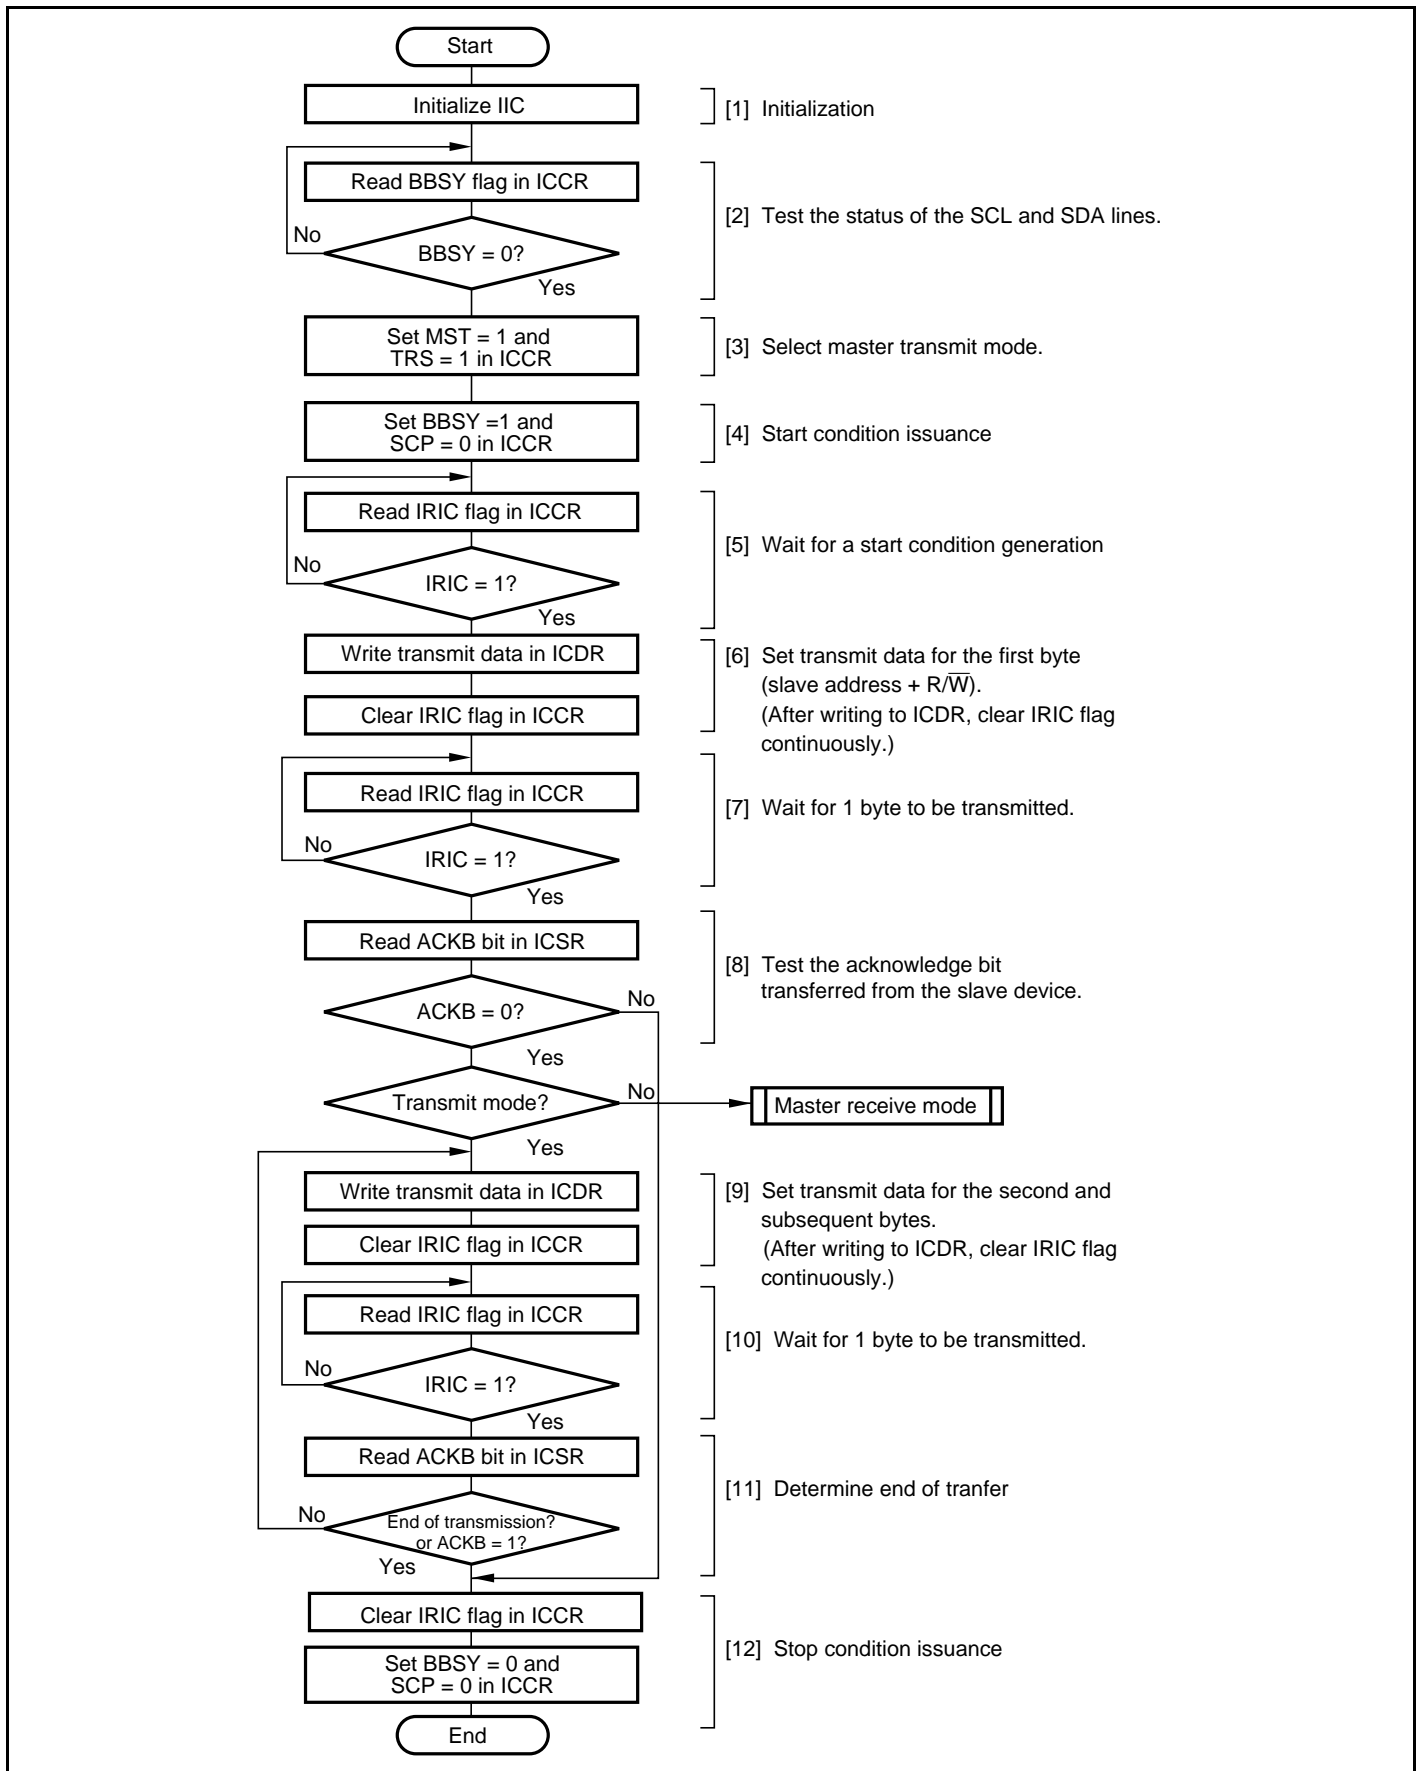 Start
Initialize IIC
[1] Initialization
Read BBSY flag in ICCR
[2] Test the status of the SCL and SDA lines.
No
BBSY = 0?
Yes
Set MST = 1 and
TRS = 1 in ICCR
[3] Select master transmit mode.
Set BBSY =1 and
SCP = 0 in ICCR
[4] Start condition issuance
Read IRIC flag in ICCR
[5] Wait for a start condition generation
No
IRIC = 1?
Yes
Write transmit data in ICDR
[6] Set transmit data for the first byte
(slave address + R/W̅).
(After writing to ICDR, clear IRIC flag
continuously.)
Clear IRIC flag in ICCR
Read IRIC flag in ICCR
[7] Wait for 1 byte to be transmitted.
No
IRIC = 1?
Yes
Read ACKB bit in ICSR
[8] Test the acknowledge bit
transferred from the slave device.
ACKB = 0?
No
Yes
Transmit mode?
No
Master receive mode
Yes
Write transmit data in ICDR
[9] Set transmit data for the second and
subsequent bytes.
(After writing to ICDR, clear IRIC flag
continuously.)
Clear IRIC flag in ICCR
Read IRIC flag in ICCR
[10] Wait for 1 byte to be transmitted.
No
IRIC = 1?
Yes
Read ACKB bit in ICSR
[11] Determine end of tranfer
No
End of transmission?
or ACKB = 1?
Yes
Clear IRIC flag in ICCR
[12] Stop condition issuance
Set BBSY = 0 and
SCP = 0 in ICCR
End